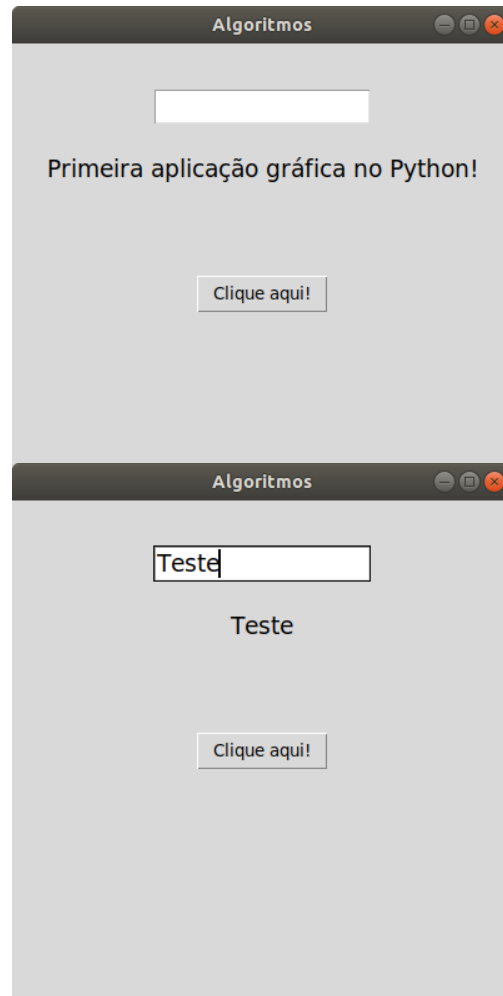 Algoritmos
Primeira aplicação gráfica no Python!
Clique aqui!
Algoritmos
Teste
Teste
Clique aqui!